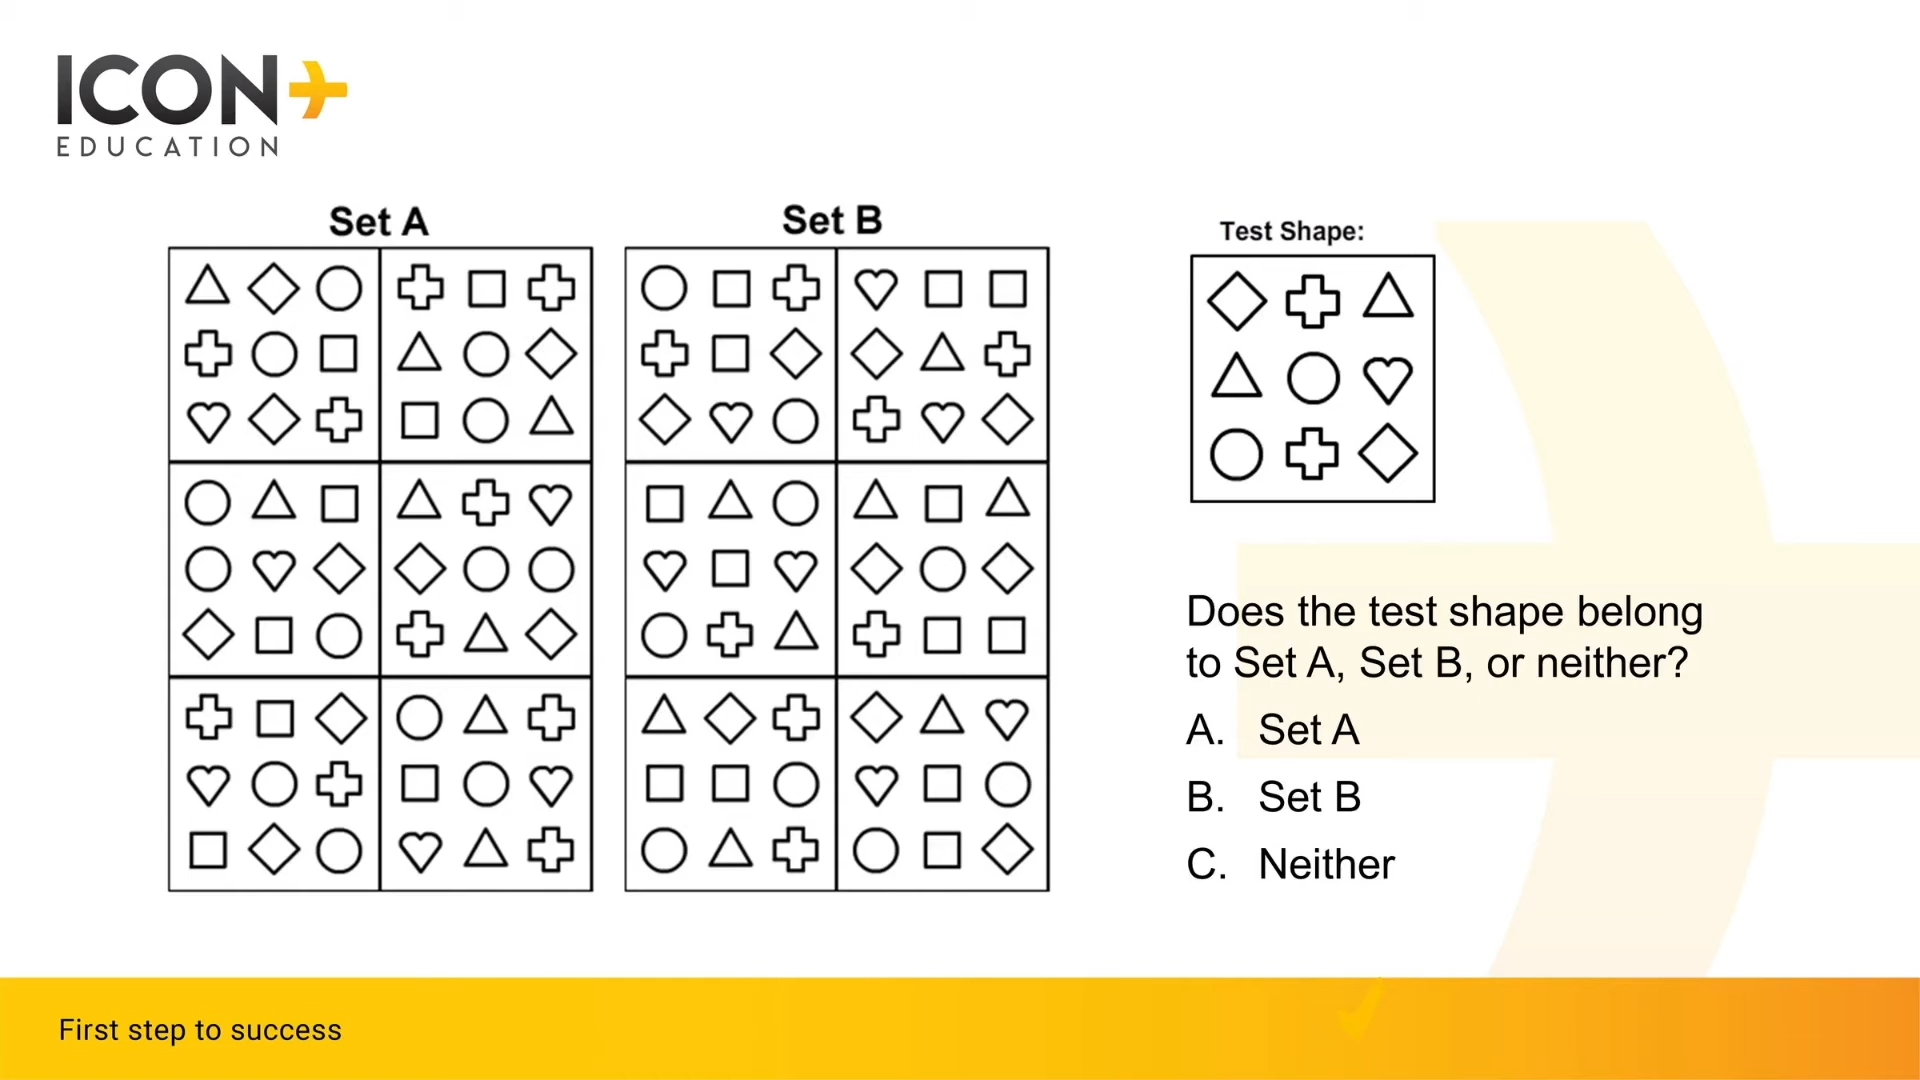 ICON
EDUCATION
Set A
Set B
Test Shape:
Does the test shape belong
to Set A, Set B, or neither?
A. Set A
B. Set B
C. Neither
First step to success